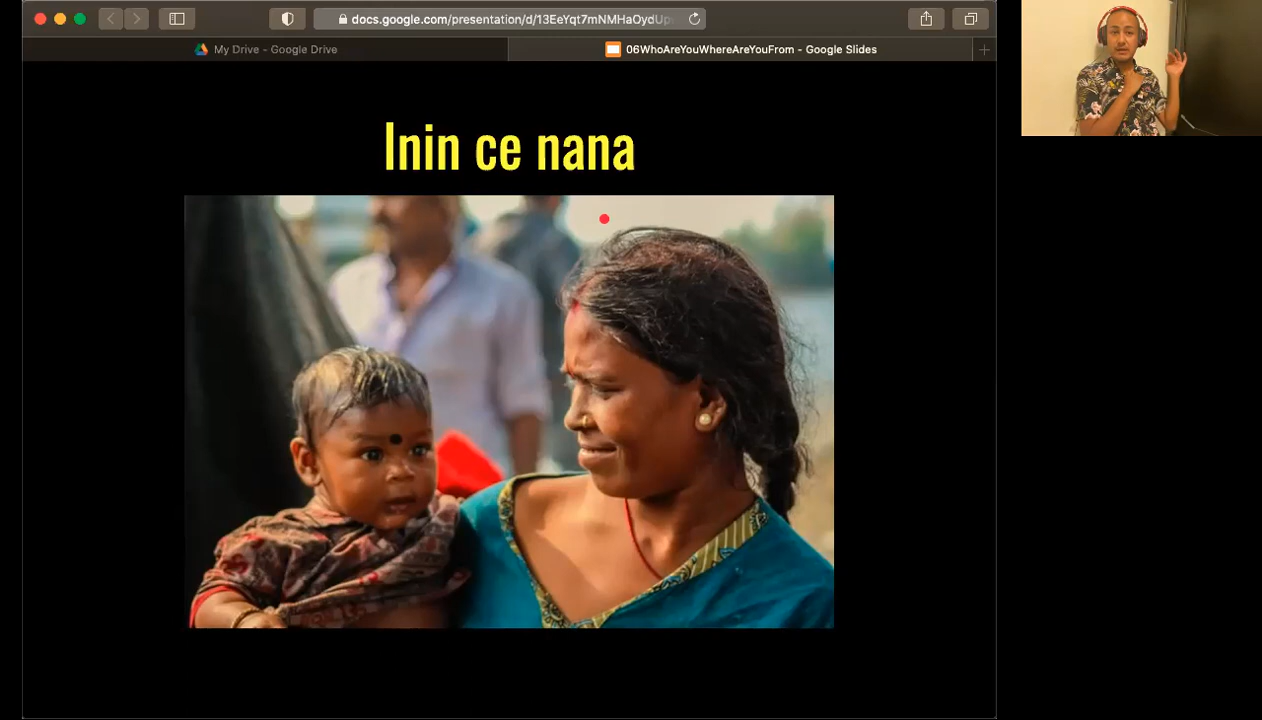 docs.google.com/presentation/d/13EeYqt7mNMHaOydUp
My Drive - Google Drive
06WhoAreYouWhereAreYouFrom - Google Slides
Inin ce nana